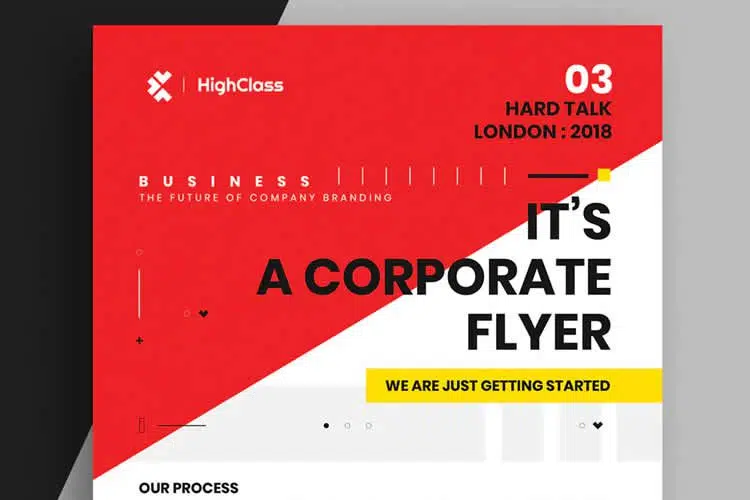 HighClass
03
HARD TALK
LONDON : 2018
BUSINESS
THE FUTURE OF COMPANY BRANDING
IT’S
A CORPORATE
FLYER
WE ARE JUST GETTING STARTED
OUR PROCESS